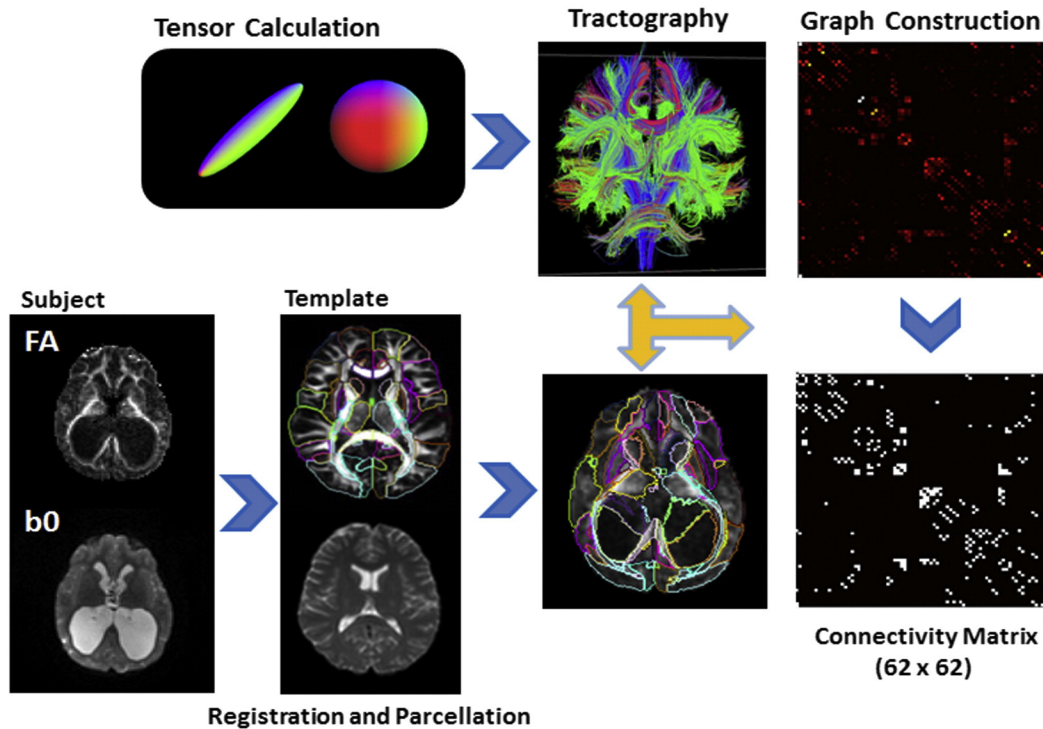 Tensor Calculation
Tractography
Graph Construction
Subject
Template
FA
b0
Connectivity Matrix
(62 x 62)
Registration and Parcellation